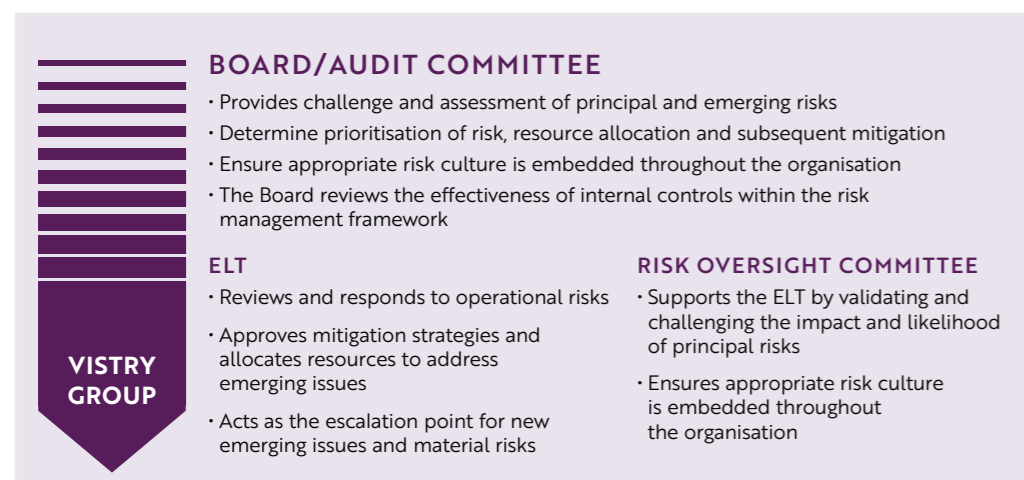 BOARD/AUDIT COMMITTEE
· Provides challenge and assessment of principal and emerging risks
· Determine prioritisation of risk, resource allocation and subsequent mitigation
· Ensure appropriate risk culture is embedded throughout the organisation
· The Board reviews the effectiveness of internal controls within the risk
management framework
ELT
· Reviews and responds to operational risks
· Approves mitigation strategies and
allocates resources to address
emerging issues
· Acts as the escalation point for new
emerging issues and material risks
RISK OVERSIGHT COMMITTEE
· Supports the ELT by validating and
challenging the impact and likelihood
of principal risks
· Ensures appropriate risk culture
is embedded throughout
the organisation
VISTRY
GROUP